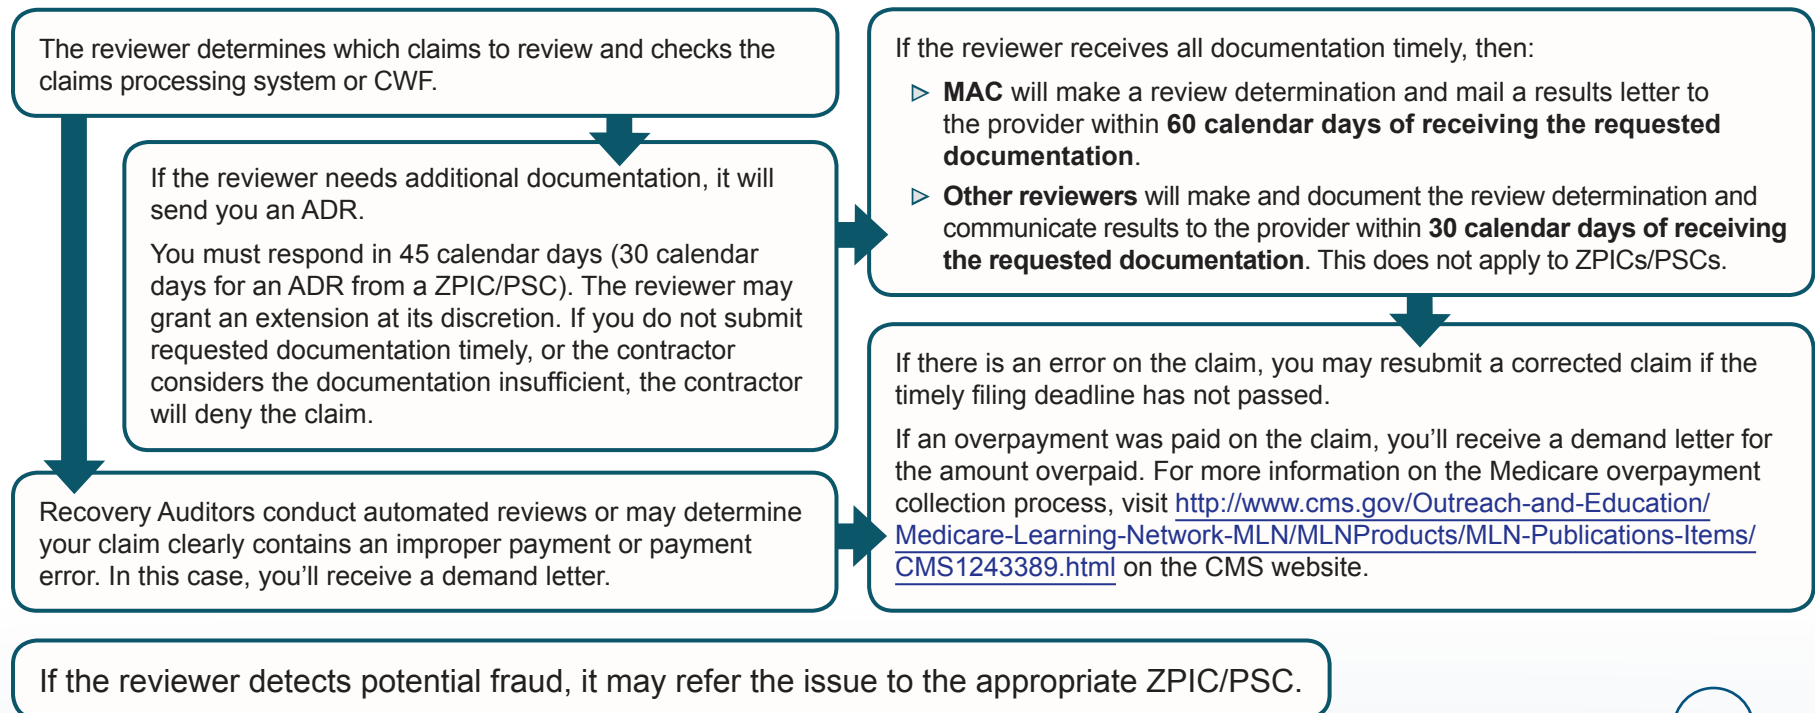 The reviewer determines which claims to review and checks the
claims processing system or CWF.
If the reviewer needs additional documentation, it will
send you an ADR.
You must respond in 45 calendar days (30 calendar
days for an ADR from a ZPIC/PSC). The reviewer may
grant an extension at its discretion. If you do not submit
requested documentation timely, or the contractor
considers the documentation insufficient, the contractor
will deny the claim.
Recovery Auditors conduct automated reviews or may determine
your claim clearly contains an improper payment or payment
error. In this case, you’ll receive a demand letter.
If the reviewer receives all documentation timely, then:
MAC will make a review determination and mail a results letter to
the provider within 60 calendar days of receiving the requested
documentation.
Other reviewers will make and document the review determination and
communicate results to the provider within 30 calendar days of receiving
the requested documentation. This does not apply to ZPICs/PSCs.
If there is an error on the claim, you may resubmit a corrected claim if the
timely filing deadline has not passed.
If an overpayment was paid on the claim, you’ll receive a demand letter for
the amount overpaid. For more information on the Medicare overpayment
collection process, visit http://www.cms.gov/Outreach-and-Education/
Medicare-Learning-Network-MLN/MLNProducts/MLN-Publications-Items/
CMS1243389.html on the CMS website.
If the reviewer detects potential fraud, it may refer the issue to the appropriate ZPIC/PSC.